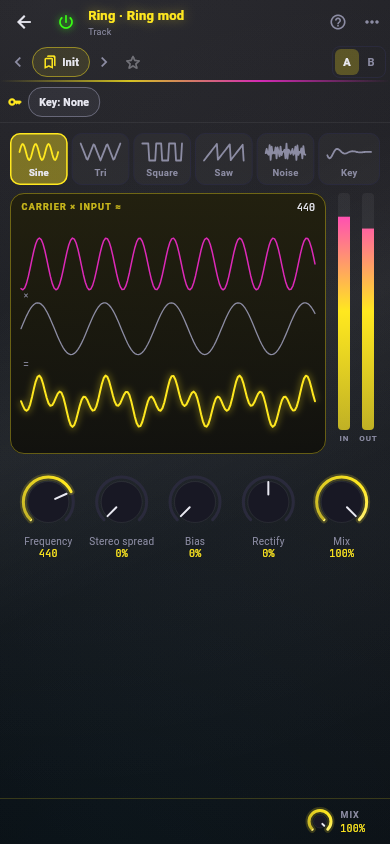 Ring · Ring mod
Track
Init
A B
Key: None
Sine Tri Square Saw Noise Key
CARRIER × INPUT ≈ 440
×
=
IN OUT
Frequency Stereo spread Bias Rectify Mix
440 0% 0% 0% 100%
MIX
100%